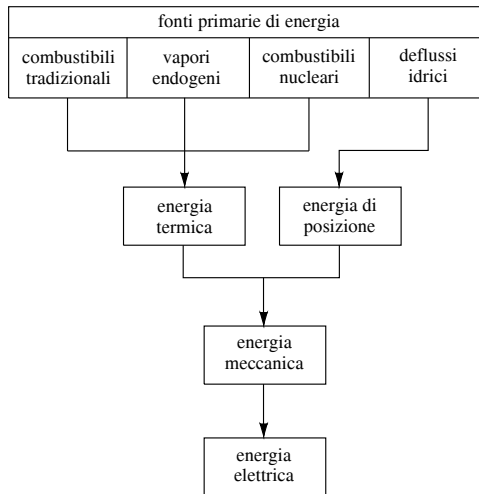 fonti primarie di energia
combustibili
tradizionali
vapori
endogeni
combustibili
nucleari
deflussi
idrici
energia
termica
energia di
posizione
energia
meccanica
energia
elettrica